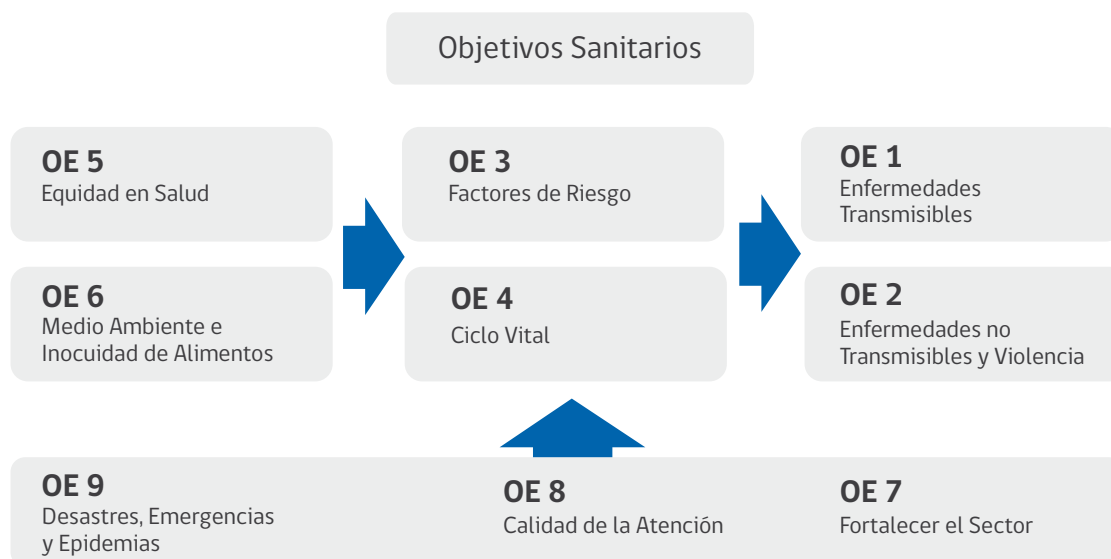 Objetivos Sanitarios
OE 5
Equidad en Salud
OE 3
Factores de Riesgo
OE 1
Enfermedades
Transmisibles
OE 6
Medio Ambiente e
Inocuidad de Alimentos
OE 4
Ciclo Vital
OE 2
Enfermedades no
Transmisibles y Violencia
OE 9
Desastres, Emergencias
y Epidemias
OE 8
Calidad de la Atención
OE 7
Fortalecer el Sector